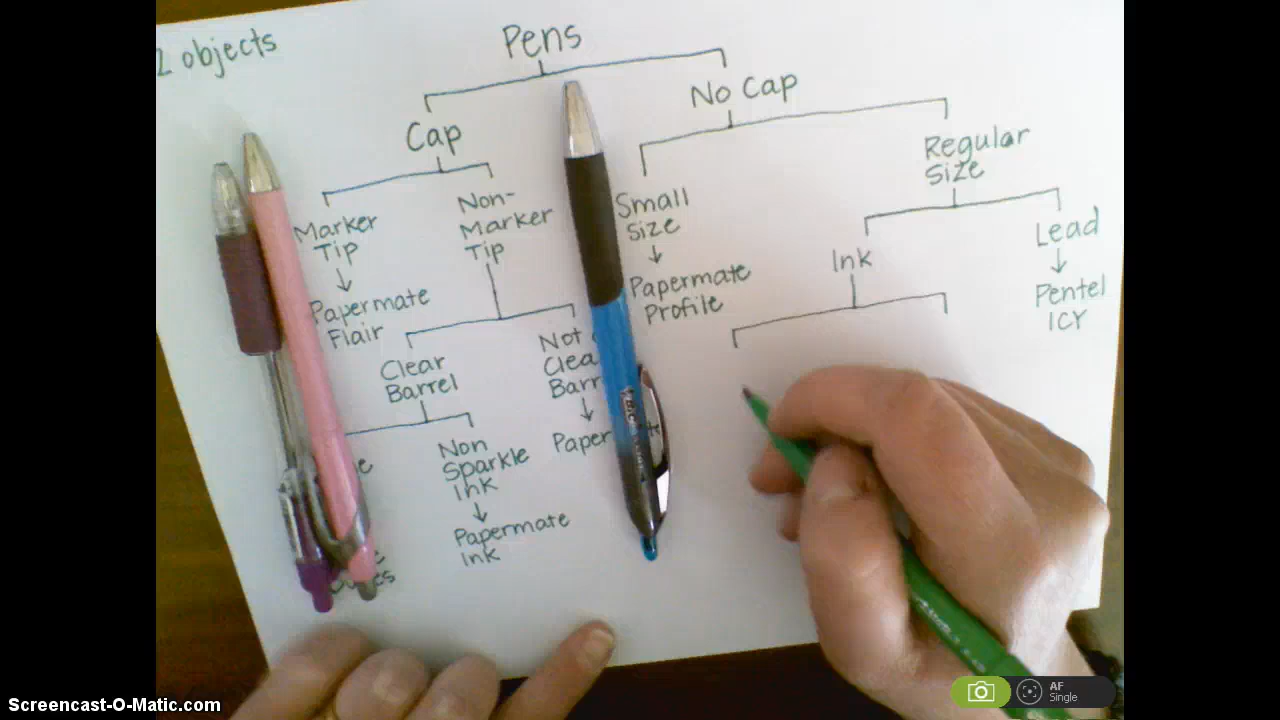 2 objects
Pens
Cap
No Cap
Marker
Tip
Non-
Marker
Tip
Small
Size
Regular
Size
Papermate
Flair
Clear
Barrel
Not
Papermate
Profile
Ink
Lead
Pentel
ICY
Non
Sparkle
Ink
Papermate
Ink
Screencast-O-Matic.com
AF
Single